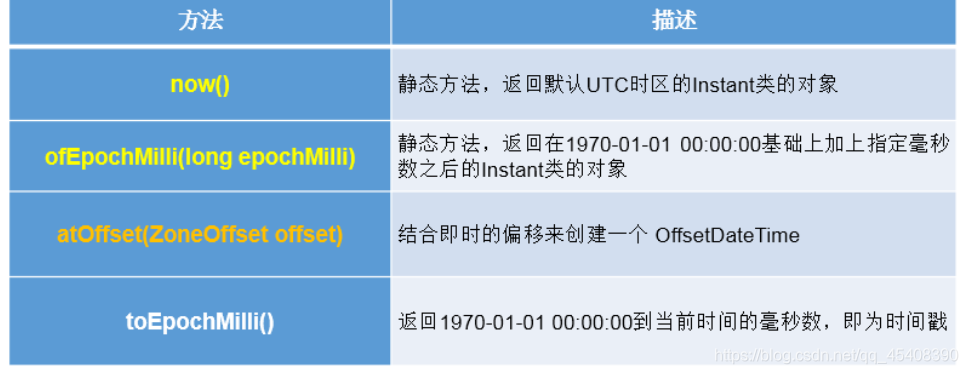 方法 描述
now() 静态方法，返回默认UTC时区的Instant类的对象
ofEpochMilli(long epochMilli) 静态方法，返回在1970-01-01 00:00:00基础上加上指定毫秒
数之后的Instant类的对象
atOffset(ZoneOffset offset) 结合即时的偏移来创建一个 OffsetDateTime
toEpochMilli() 返回1970-01-01 00:00:00到当前时间的毫秒数，即为时间戳
https://blog.csdn.net/qq_45408390